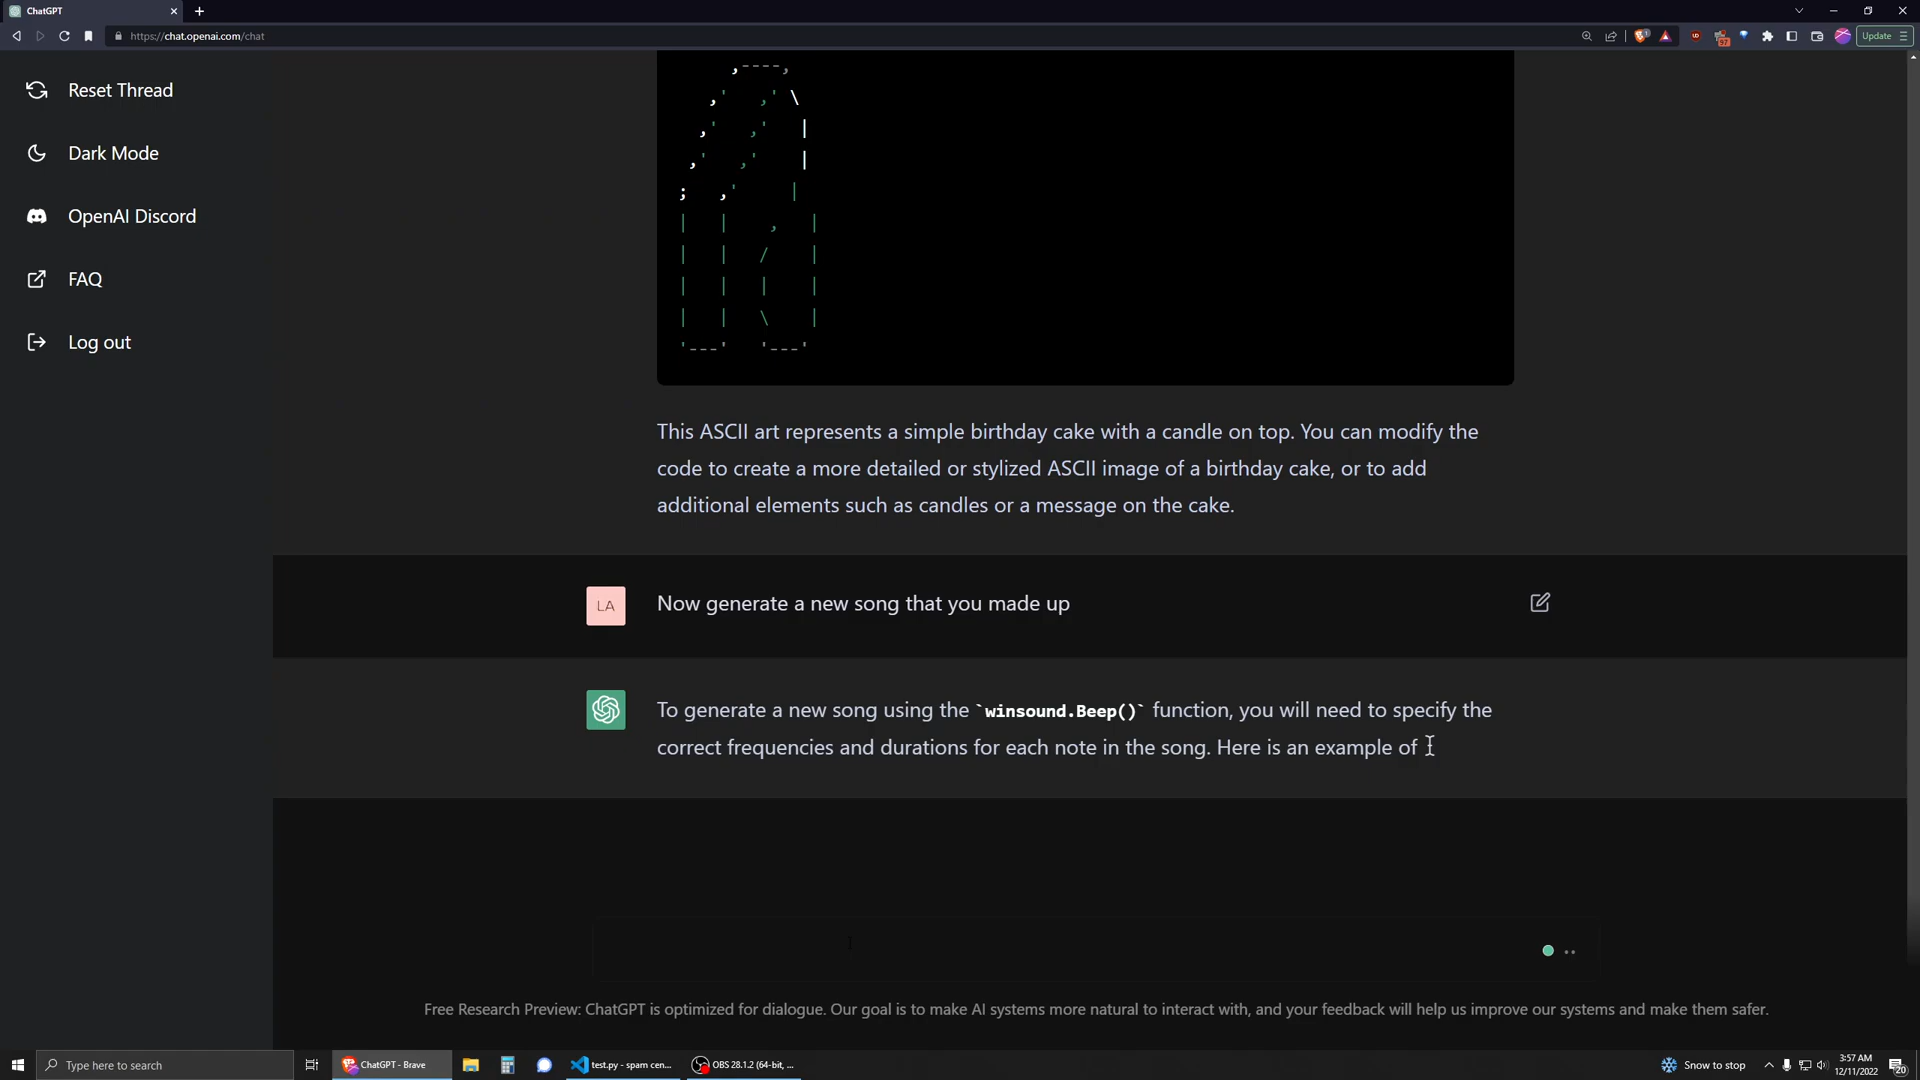 ChatGPT
https://chat.openai.com/chat
Update
Reset Thread
Dark Mode
OpenAI Discord
FAQ
Log out
,----,
,'   ,' \
,'   ,'   |
,'   ,'    |
;   ,'     |
|   |    ,   |
|   |   /    |
|   |   |    |
|   |   \    |
'---'   '---'
This ASCII art represents a simple birthday cake with a candle on top. You can modify the
code to create a more detailed or stylized ASCII image of a birthday cake, or to add
additional elements such as candles or a message on the cake.
LA
Now generate a new song that you made up
To generate a new song using the `winsound.Beep()` function, you will need to specify the
correct frequencies and durations for each note in the song. Here is an example of
Free Research Preview: ChatGPT is optimized for dialogue. Our goal is to make AI systems more natural to interact with, and your feedback will help us improve our systems and make them safer.
Type here to search
ChatGPT - Brave
test.py - spam cen...
OBS 28.1.2 (64-bit, ...
Snow to stop
3:57 AM
12/11/2022
20